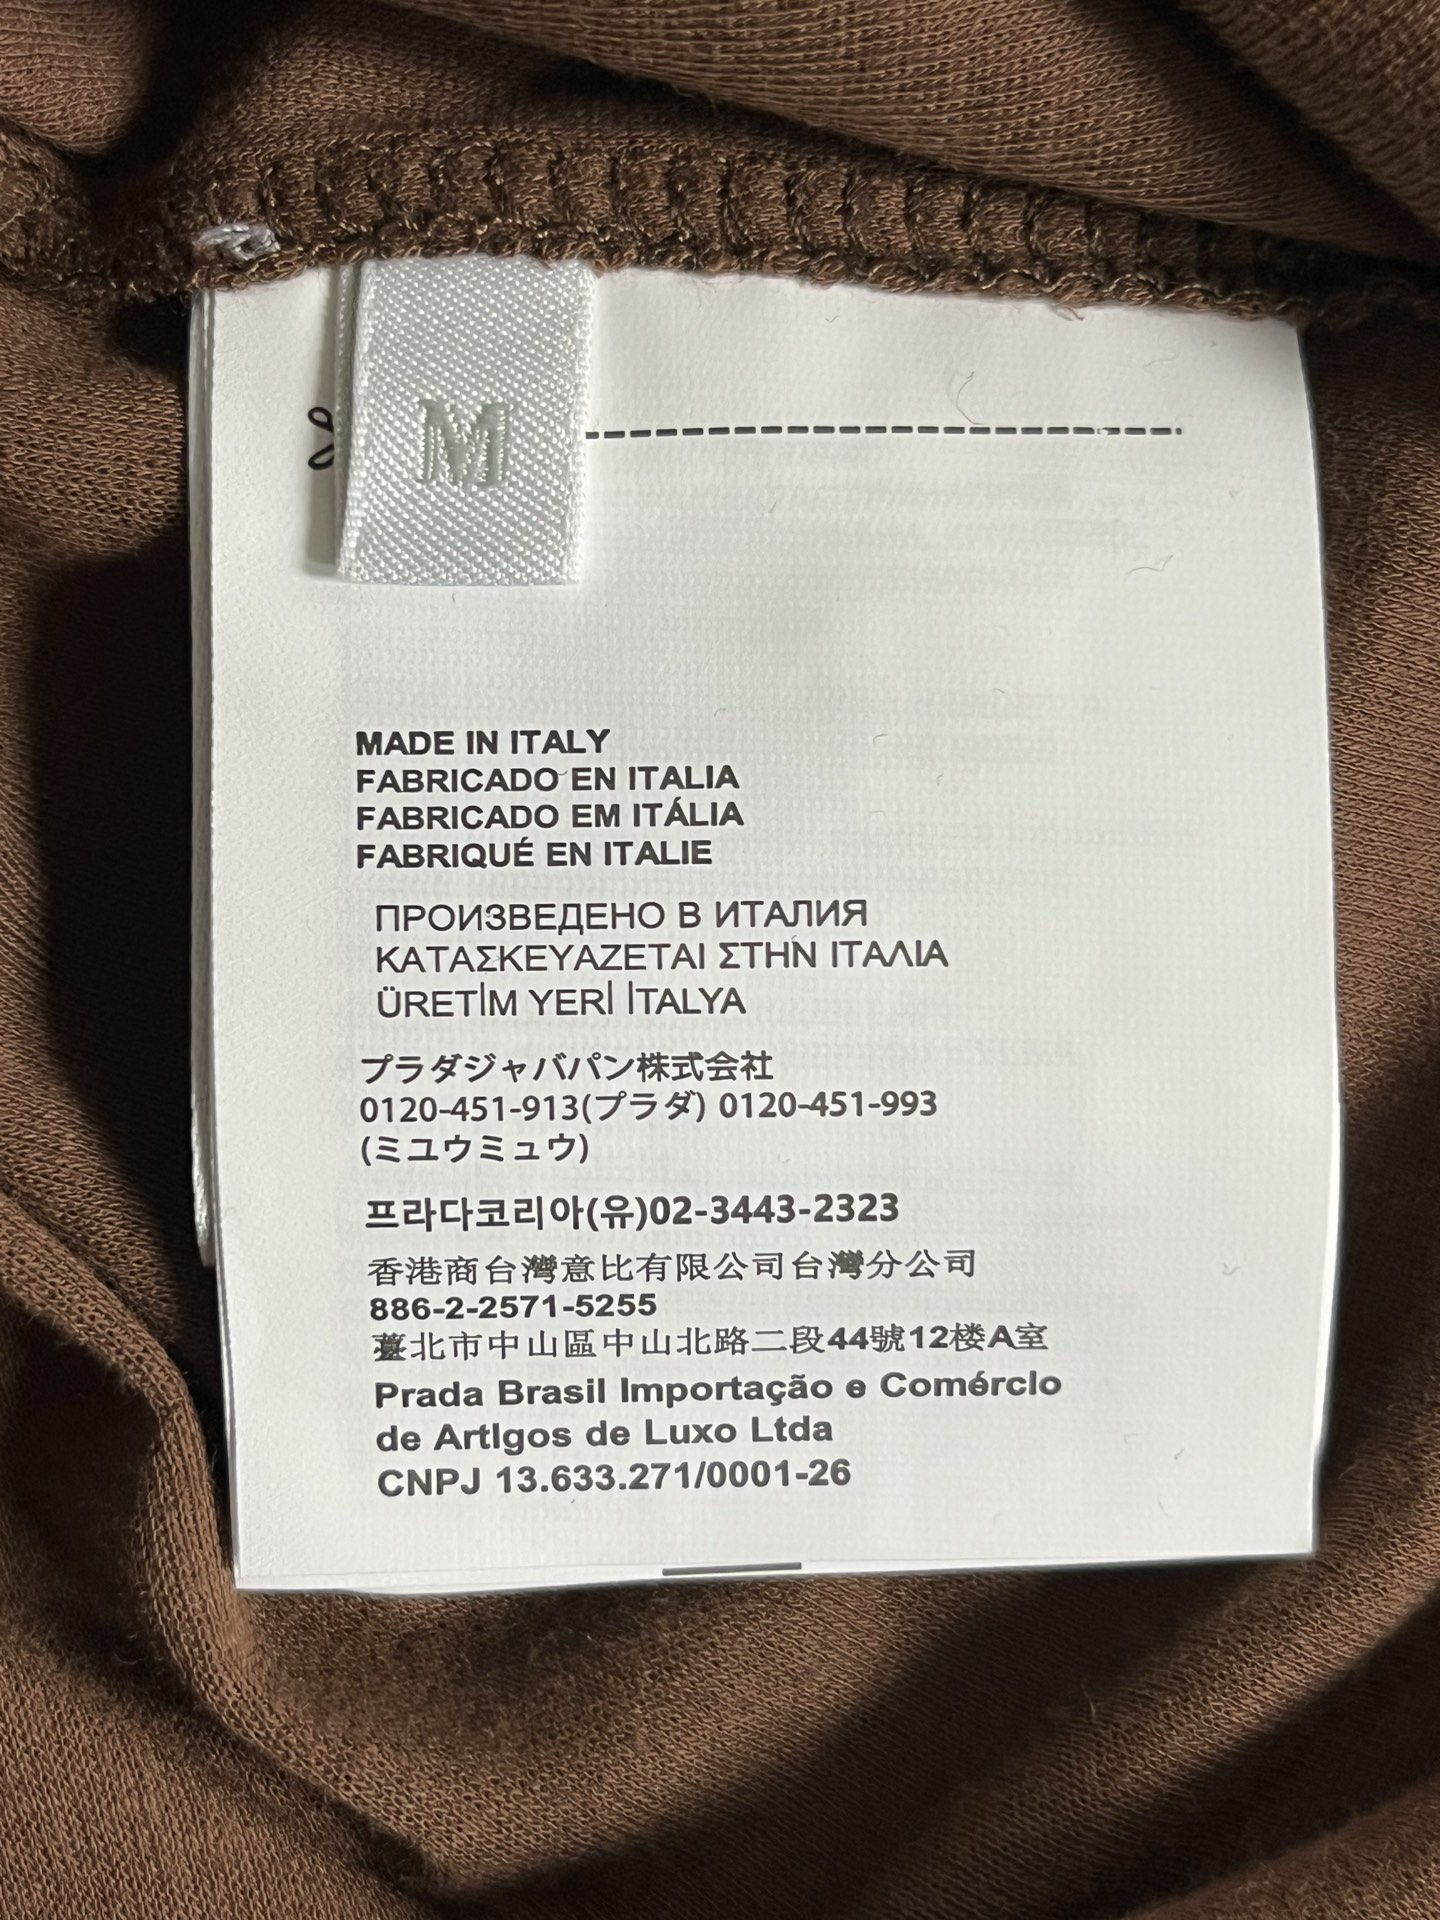 M
MADE IN ITALY
FABRICADO EN ITALIA
FABRICADO EM ITÁLIA
FABRIQUÉ EN ITALIE
ПРОИЗВЕДЕНО В ИТАЛИЯ
ΚΑΤΑΣΚΕΥΑΖΕΤΑΙ ΣΤΗΝ ΙΤΑΛΙΑ
ÜRETİM YERİ İTALYA
プラダジャバパン株式会社
0120-451-913(プラダ) 0120-451-993
(ミユウミュウ)
프라다코리아(유)02-3443-2323
香港商台灣意比有限公司台灣分公司
886-2-2571-5255
臺北市中山區中山北路二段44號12楼A室
Prada Brasil Importação e Comérclo
de Artlgos de Luxo Ltda
CNPJ 13.633.271/0001-26